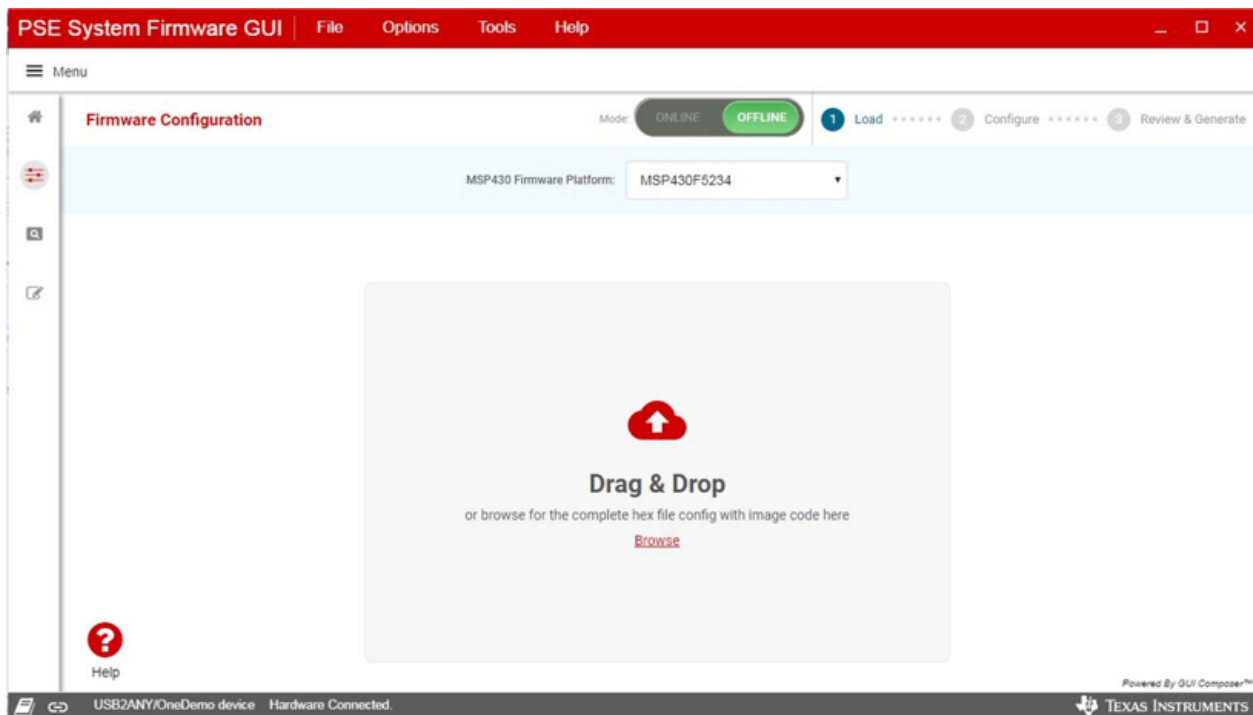 PSE System Firmware GUI File Options Tools Help
Menu
Firmware Configuration Mode: ONLINE OFFLINE 1 Load 2 Configure 3 Review & Generate
MSP430 Firmware Platform: MSP430F5234
Drag & Drop
or browse for the complete hex file config with image code here
Browse
Help
Powered By GUI Composer™
USB2ANY/OneDemo device Hardware Connected. TEXAS INSTRUMENTS